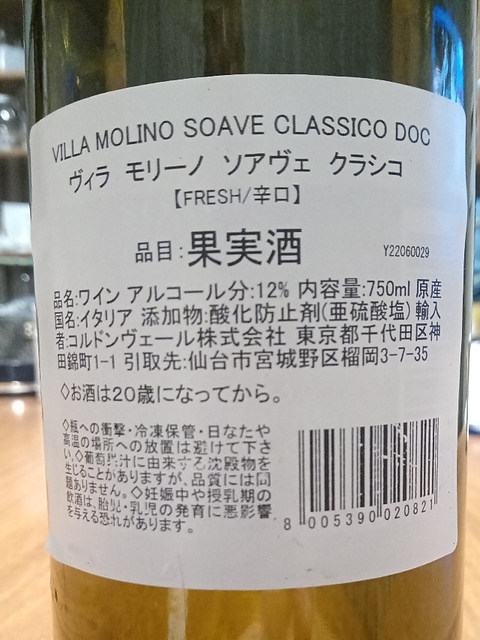 VILLA MOLINO SOAVE CLASSICO DOC
ヴィラ モリーノ ソアヴェ クラシコ
【FRESH/辛口】
品目:果実酒
Y22060029
品名:ワイン アルコール分:12% 内容量:750ml 原産
国名:イタリア 添加物:酸化防止剤(亜硫酸塩) 輸入
者:コルドンヴェール株式会社 東京都千代田区神
田錦町1-1 引取先:仙台市宮城野区榴岡3-7-35
◇お酒は20歳になってから。
◇瓶への衝撃・冷凍保管・日なたや
高温の場所への放置は避けて下さ
い。◇葡萄果汁に由来する沈殿物を
生じることがありますが、品質には問
題ありません。◇妊娠中や授乳期の
飲酒は、胎児・乳児の発育に悪影響
を与える恐れがあります。
8 005390 020821